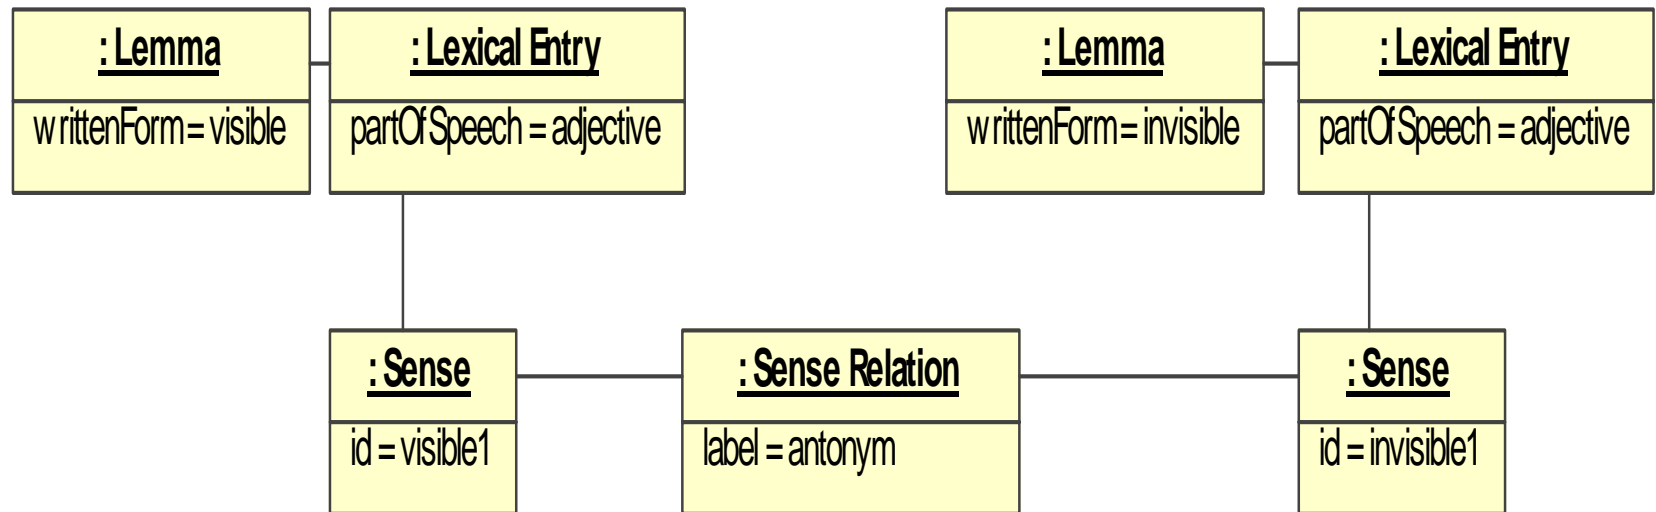 : Lemma
writtenForm = visible
: Lexical Entry
partOfSpeech = adjective
: Lemma
writtenForm = invisible
: Lexical Entry
partOfSpeech = adjective
: Sense
id = visible1
: Sense Relation
label = antonym
: Sense
id = invisible1